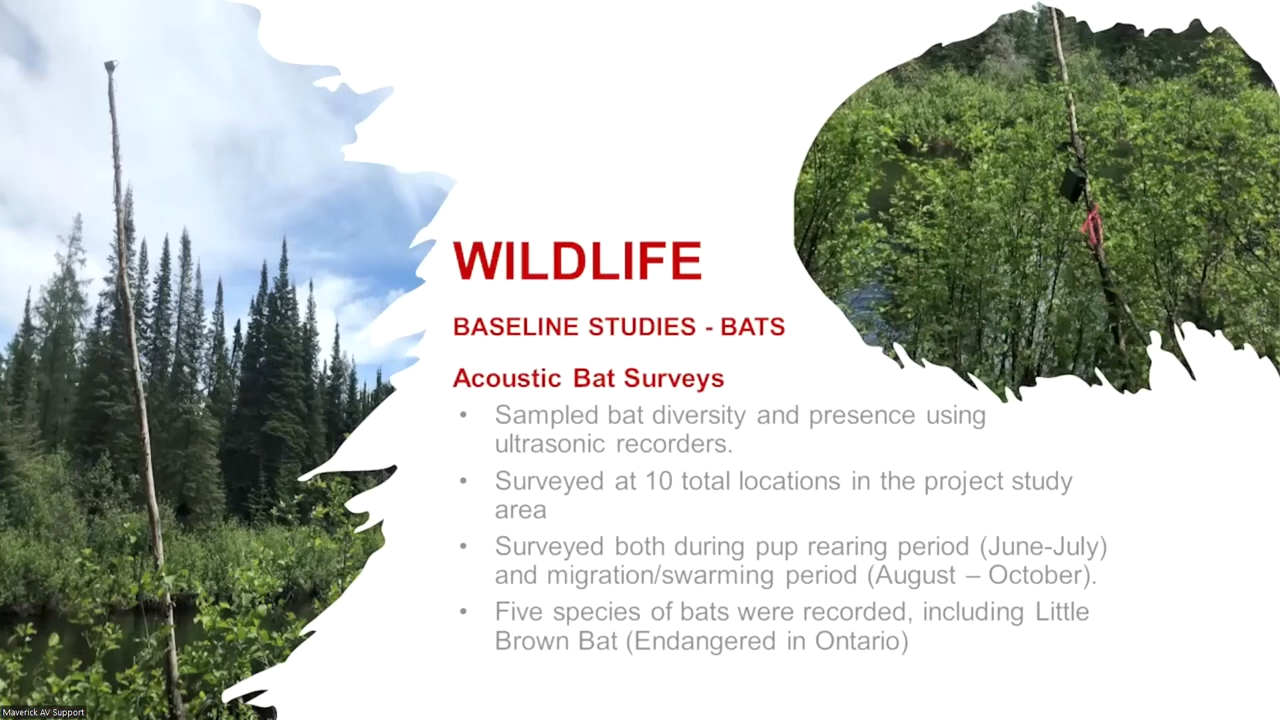 WILDLIFE
BASELINE STUDIES - BATS
Acoustic Bat Surveys
• Sampled bat diversity and presence using
ultrasonic recorders.
• Surveyed at 10 total locations in the project study
area
• Surveyed both during pup rearing period (June-July)
and migration/swarming period (August – October).
• Five species of bats were recorded, including Little
Brown Bat (Endangered in Ontario)
Maverick AV Support